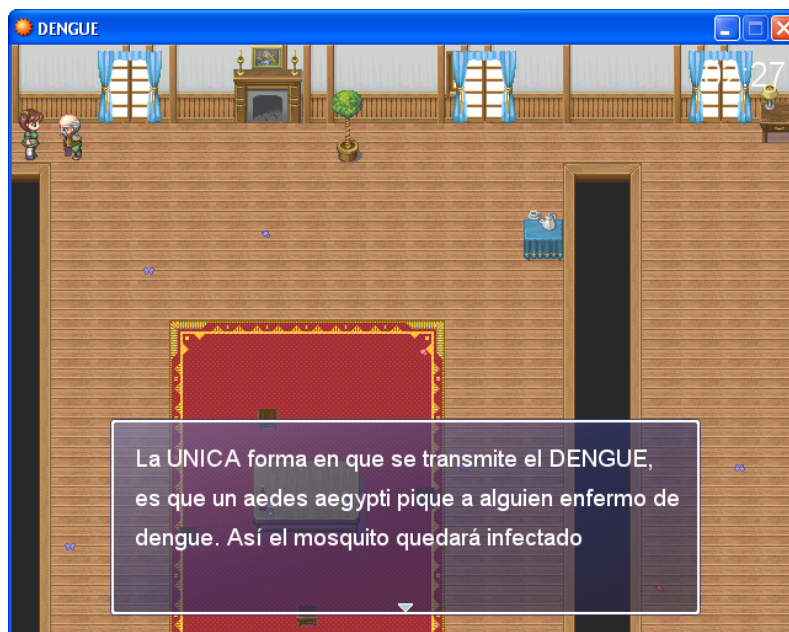 DENGUE
:27
La UNICA forma en que se transmite el DENGUE,
es que un aedes aegypti pique a alguien enfermo de
dengue. Así el mosquito quedará infectado